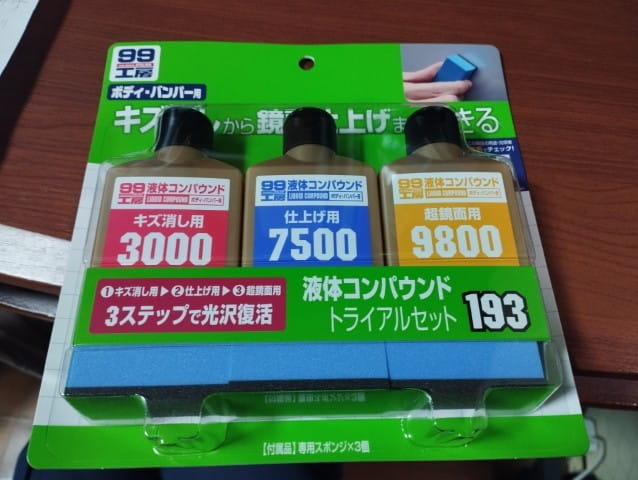 99
工房
ボディ・バンパー用
キズ
から 鏡
仕上げ
きる
チェック!
99
工房
液体コンパウンド
LIQUID COMPOUND
ボディ・バンパー用
キズ消し用
3000
99
工房
液体コンパウンド
LIQUID COMPOUND
ボディ・バンパー用
仕上げ用
7500
99
工房
液体コンパウンド
LIQUID COMPOUND
ボディ・バンパー用
超鏡面用
9800
①キズ消し用▶②仕上げ用▶③超鏡面用
3ステップで光沢復活
液体コンパウンド
トライアルセット 193
【付属品】専用スポンジ×3個